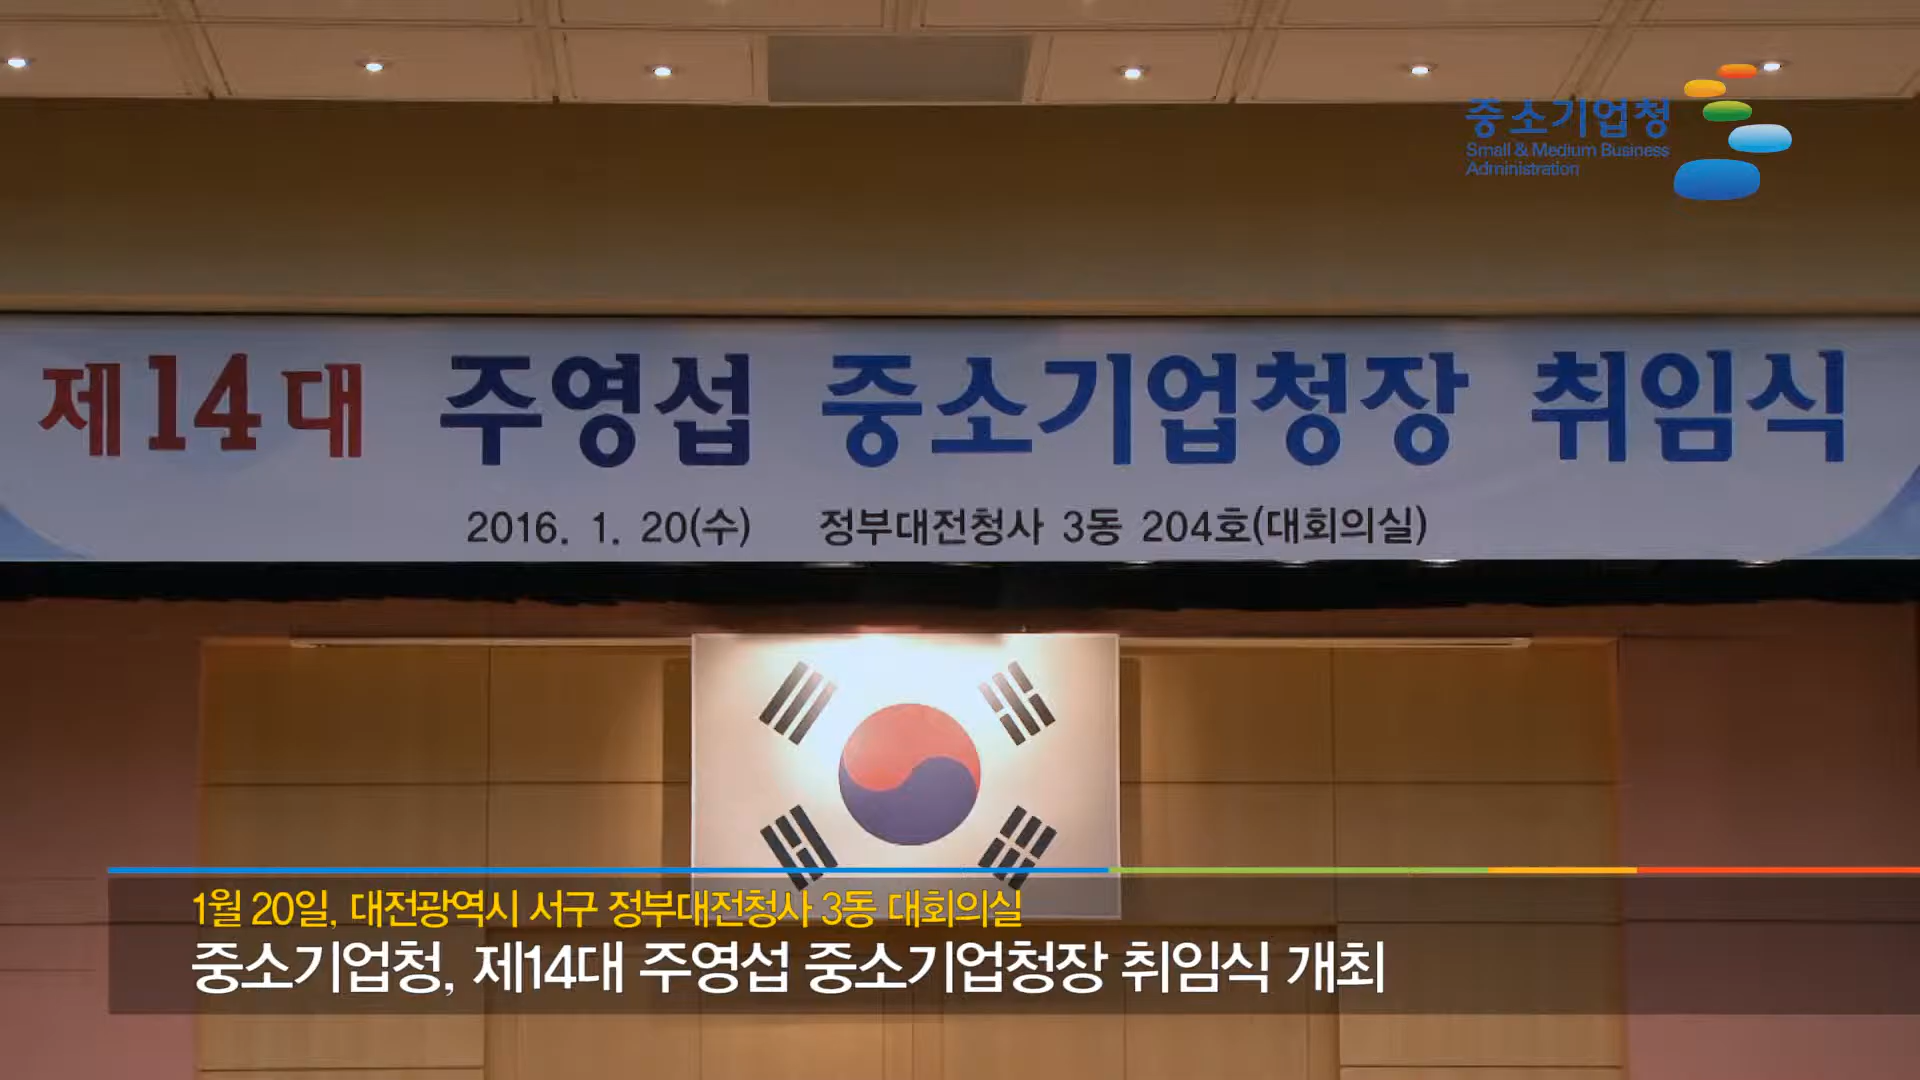 중소기업청
Small & Medium Business
Administration
제14대 주영섭 중소기업청장 취임식
2016. 1. 20(수) 정부대전청사 3동 204호(대회의실)
1월 20일, 대전광역시 서구 정부대전청사 3동 대회의실
중소기업청, 제14대 주영섭 중소기업청장 취임식 개최